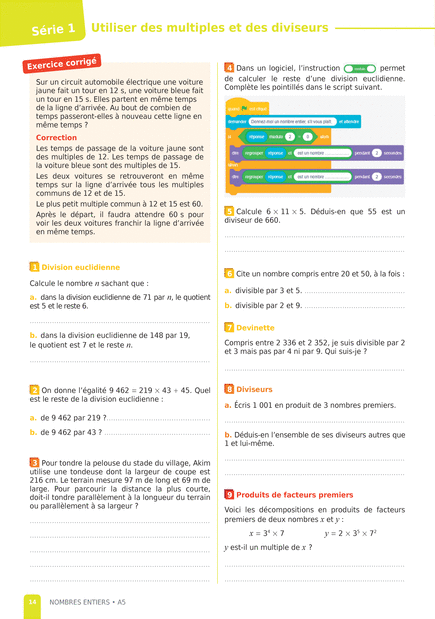 Série 1
Utiliser des multiples et des diviseurs
Exercice corrigé
Sur un circuit automobile électrique une voiture
jaune fait un tour en 12 s, une voiture bleue fait
un tour en 15 s. Elles partent en même temps
de la ligne d'arrivée. Au bout de combien de
temps passeront-elles à nouveau cette ligne en
même temps ?
Correction
Les temps de passage de la voiture jaune sont
des multiples de 12. Les temps de passage de
la voiture bleue sont des multiples de 15.
Les deux voitures se retrouveront en même
temps sur la ligne d'arrivée tous les multiples
communs de 12 et de 15.
Le plus petit multiple commun à 12 et 15 est 60.
Après le départ, il faudra attendre 60 s pour
voir les deux voitures franchir la ligne d'arrivée
en même temps.
1 Division euclidienne
Calcule le nombre n sachant que :
a. dans la division euclidienne de 71 par n, le quotient
est 5 et le reste 6.
b. dans la division euclidienne de 148 par 19,
le quotient est 7 et le reste n.
2 On donne l'égalité 9 462 = 219 × 43 + 45. Quel
est le reste de la division euclidienne :
a. de 9 462 par 219 ?
b. de 9 462 par 43 ?
3 Pour tondre la pelouse du stade du village, Akim
utilise une tondeuse dont la largeur de coupe est
216 cm. Le terrain mesure 97 m de long et 69 m de
large. Pour parcourir la distance la plus courte,
doit-il tondre parallèlement à la longueur du terrain
ou parallèlement à sa largeur ?
4 Dans un logiciel, l'instruction modulo permet
de calculer le reste d'une division euclidienne.
Complète les pointillés dans le script suivant.
quand est cliqué
demander Donnez-moi un nombre entier, s'il vous plaît. et attendre
si réponse modulo 2 = 0 alors
dire regrouper réponse et est un nombre pendant 2 secondes
sinon
dire regrouper réponse et est un nombre pendant 2 secondes
5 Calcule 6 × 11 × 5. Déduis-en que 55 est un
diviseur de 660.
6 Cite un nombre compris entre 20 et 50, à la fois :
a. divisible par 3 et 5.
b. divisible par 2 et 9.
7 Devinette
Compris entre 2 336 et 2 352, je suis divisible par 2
et 3 mais pas par 4 ni par 9. Qui suis-je ?
8 Diviseurs
a. Écris 1 001 en produit de 3 nombres premiers.
b. Déduis-en l'ensemble de ses diviseurs autres que
1 et lui-même.
9 Produits de facteurs premiers
Voici les décompositions en produits de facteurs
premiers de deux nombres x et y :
x = 3⁴ × 7 y = 2 × 3⁵ × 7²
y est-il un multiple de x ?
14 NOMBRES ENTIERS • A5